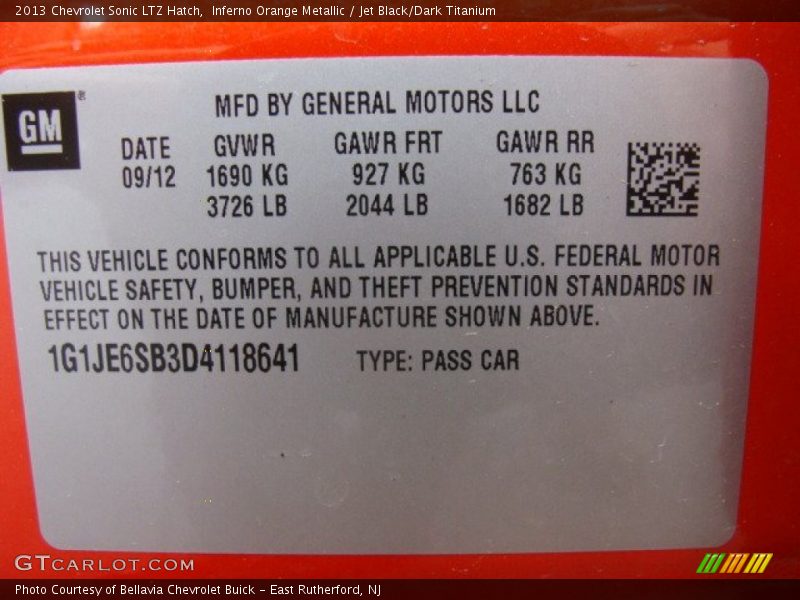 2013 Chevrolet Sonic LTZ Hatch,  Inferno Orange Metallic / Jet Black/Dark Titanium
GM®
MFD BY GENERAL MOTORS LLC
DATE GVWR GAWR FRT GAWR RR
09/12 1690 KG 927 KG 763 KG
3726 LB 2044 LB 1682 LB
THIS VEHICLE CONFORMS TO ALL APPLICABLE U.S. FEDERAL MOTOR
VEHICLE SAFETY, BUMPER, AND THEFT PREVENTION STANDARDS IN
EFFECT ON THE DATE OF MANUFACTURE SHOWN ABOVE.
1G1JE6SB3D4118641 TYPE: PASS CAR
GTCARLOT.COM
Photo Courtesy of Bellavia Chevrolet Buick - East Rutherford, NJ